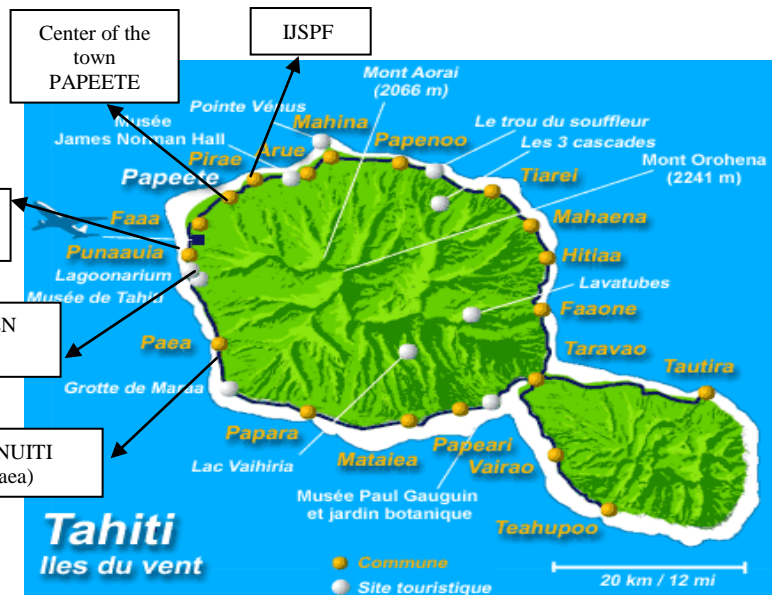 Center of the
town
PAPEETE
IJSPF
Mont Aorai
(2066 m)
Pointe Vénus
Mahina
Musée
James Norman Hall
Arue
Papenoo
Le trou du souffleur
Les 3 cascades
Mont Orohena
(2241 m)
Pirae
Papeete
Tiarei
Faaa
Mahaena
Punaauia
Hitiaa
Lagoonarium
Musée de Tahiti
Lavatubes
Faaone
Paea
Taravao
Tautira
Grotte de Maraa
NUITI
aea)
Papara
Lac Vaihiria
Mataiea
Papeari
Vairao
Musée Paul Gauguin
et jardin botanique
Teahupoo
Tahiti
Iles du vent
Commune
Site touristique
20 km / 12 mi